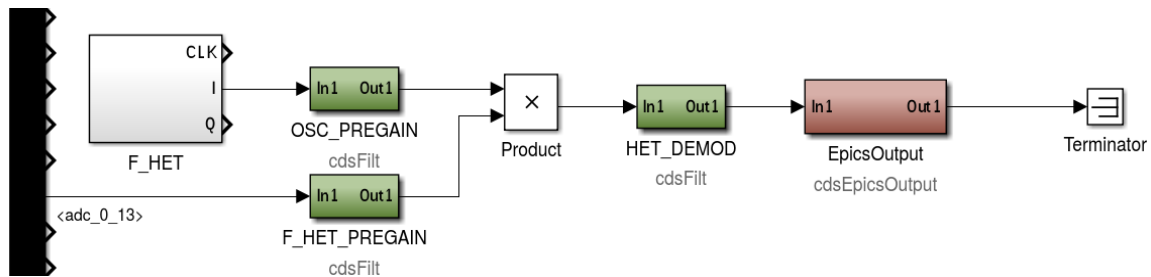 CLK
I
Q
F_HET
In1 Out1
OSC_PREGAIN
cdsFilt
<adc_0_13>
In1 Out1
F_HET_PREGAIN
cdsFilt
×
Product
In1 Out1
HET_DEMOD
cdsFilt
In1 Out1
EpicsOutput
cdsEpicsOutput
Terminator